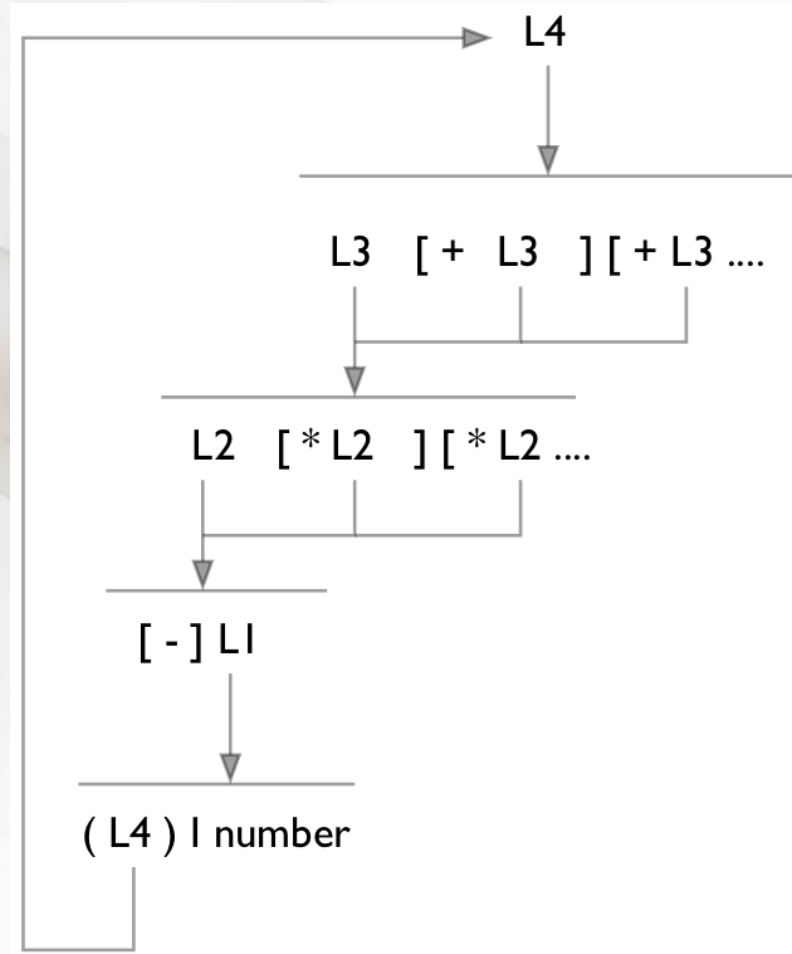 L4
L3 [ + L3 ] [ + L3 ....
L2 [ * L2 ] [ * L2 ....
[ - ] L1
( L4 ) | number